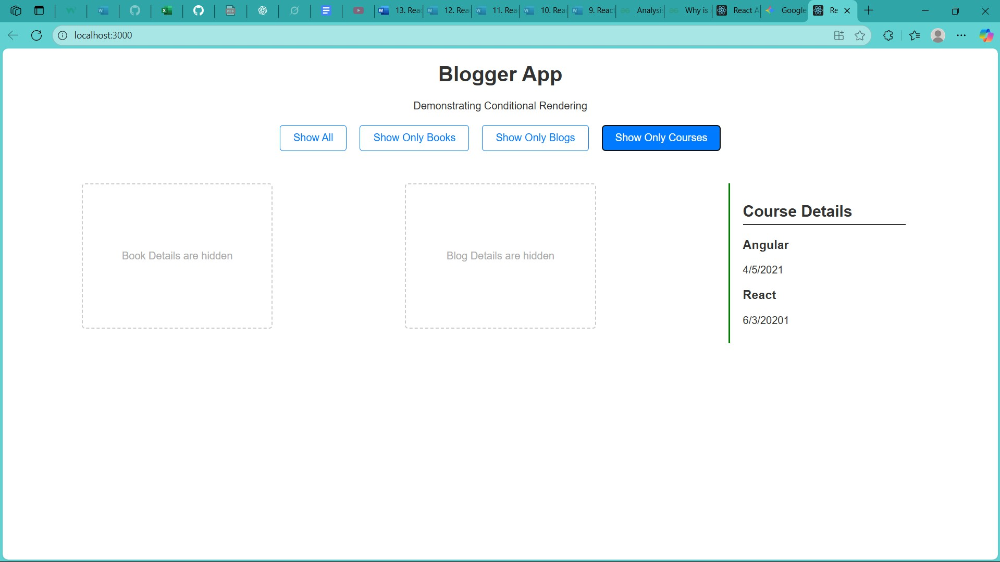 13. Reac
12. Rea
11. Rea
10. Rea
9. React
Analysis
Why is
React A
Google
Re
localhost:3000
Blogger App
Demonstrating Conditional Rendering
Show All
Show Only Books
Show Only Blogs
Show Only Courses
Book Details are hidden
Blog Details are hidden
Course Details
Angular
4/5/2021
React
6/3/20201